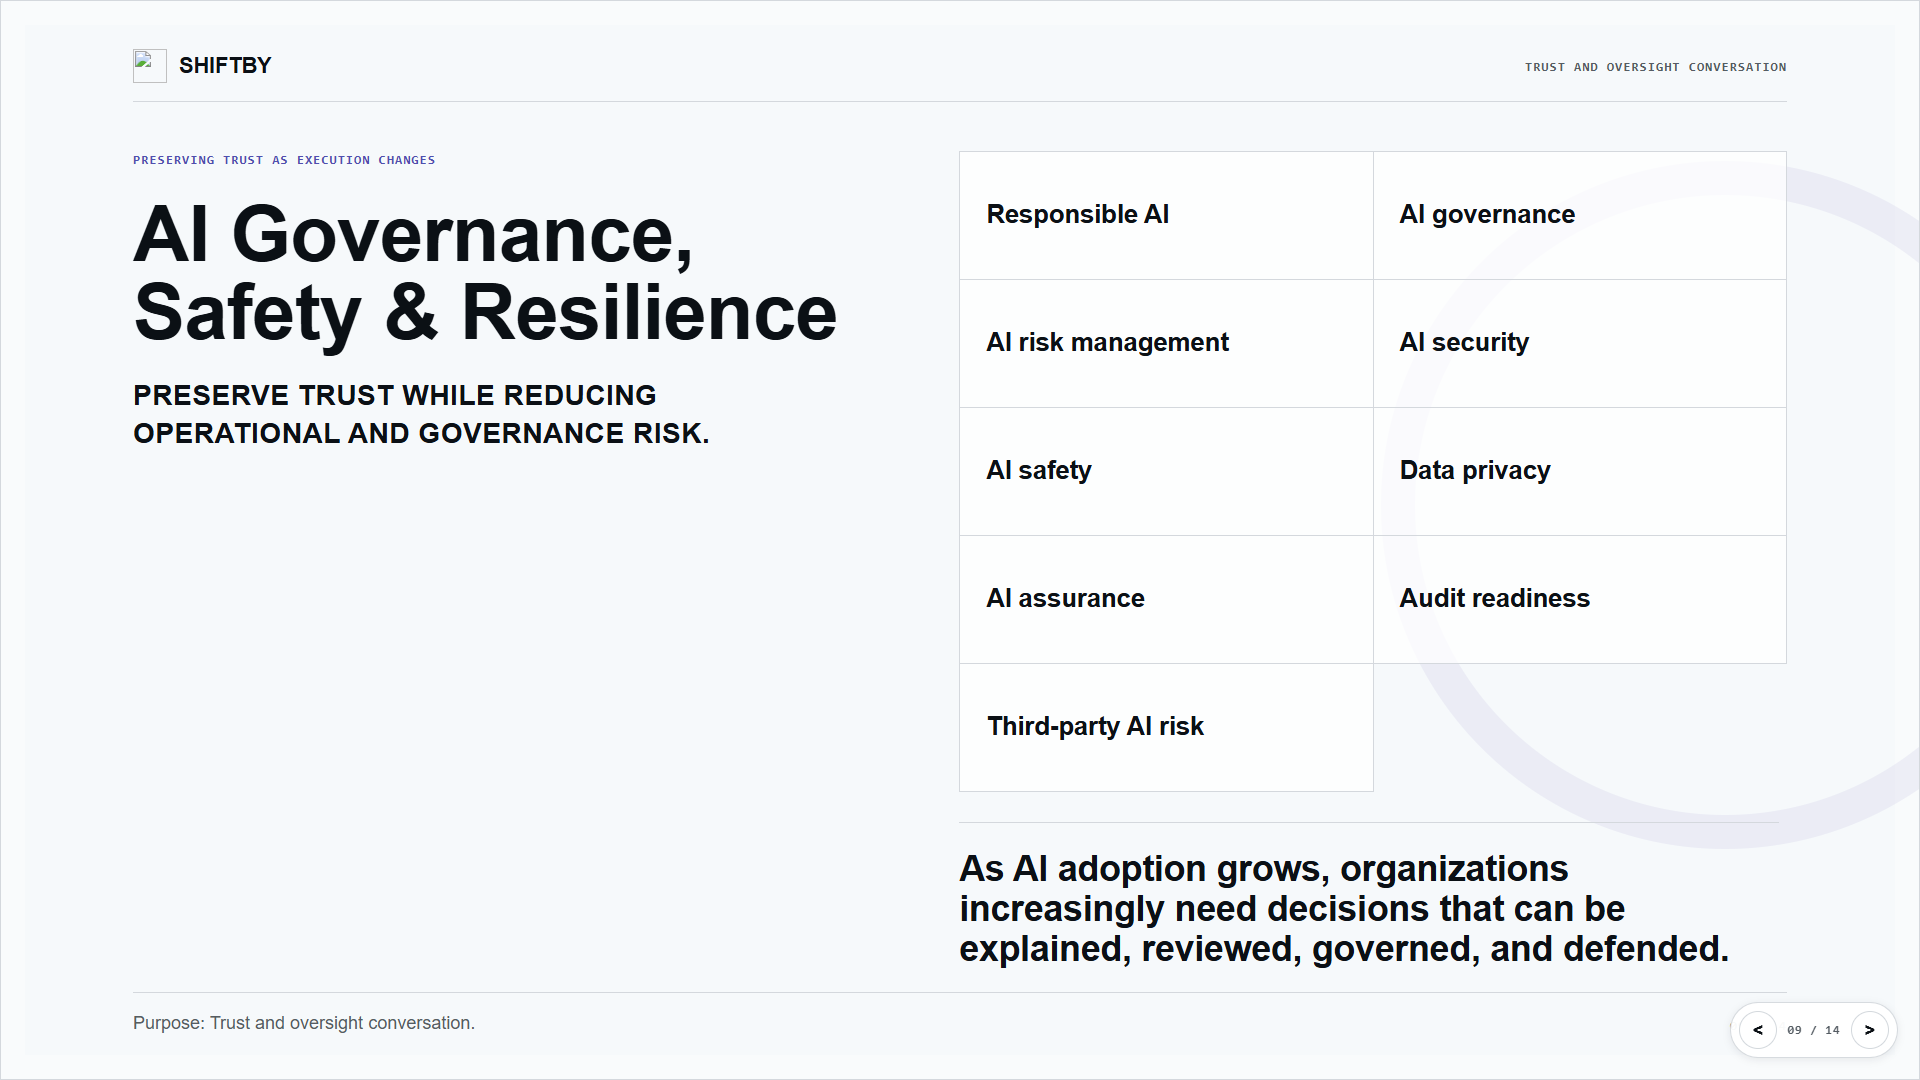 SHIFTBY
TRUST AND OVERSIGHT CONVERSATION
PRESERVING TRUST AS EXECUTION CHANGES
AI Governance,
Safety & Resilience
PRESERVE TRUST WHILE REDUCING
OPERATIONAL AND GOVERNANCE RISK.
Responsible AI
AI governance
AI risk management
AI security
AI safety
Data privacy
AI assurance
Audit readiness
Third-party AI risk
As AI adoption grows, organizations
increasingly need decisions that can be
explained, reviewed, governed, and defended.
Purpose: Trust and oversight conversation.
< 09 / 14 >